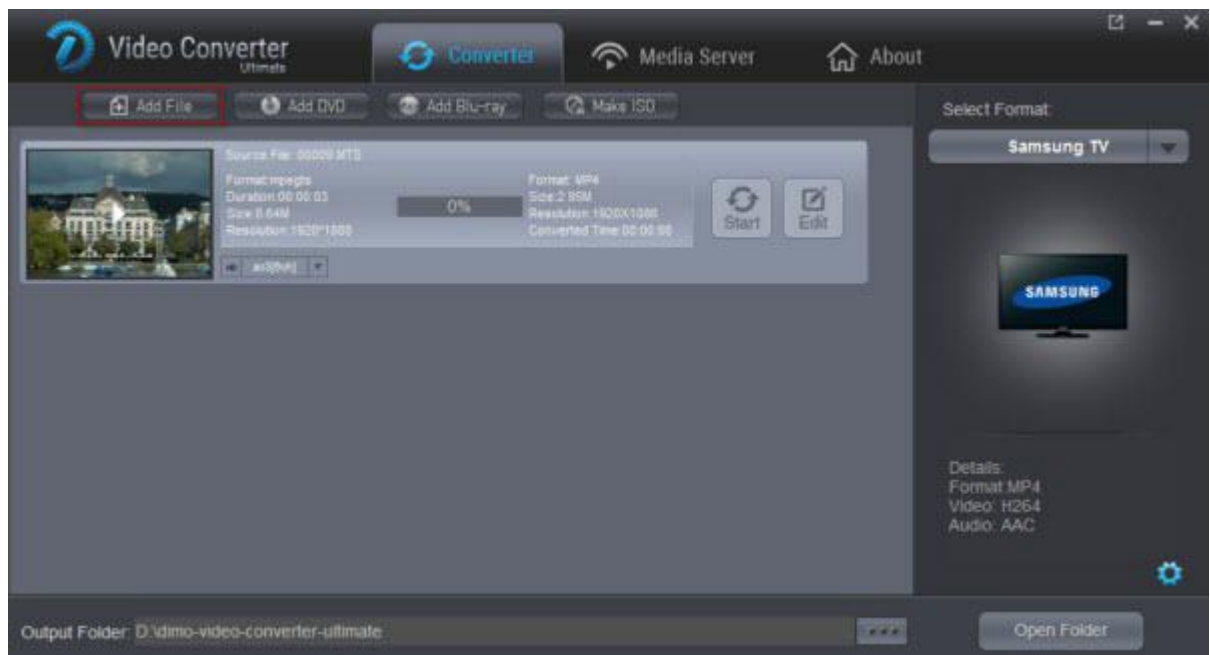 Video Converter
Ultimate
Converter
Media Server
About
Add File
Add DVD
Add Blu-ray
Make ISO
Select Format:
Samsung TV
Source File: 00009.MTS
Format:mpegts
Duration:00:00:03
Size:8.64M
Resolution:1920*1080
0%
Format: MP4
Size:2.95M
Resolution:1920X1080
Converted Time:00:00:00
Start
Edit
SAMSUNG
Details:
Format:MP4
Video: H264
Audio: AAC
Output Folder: D:\dimo-video-converter-ultimate
Open Folder